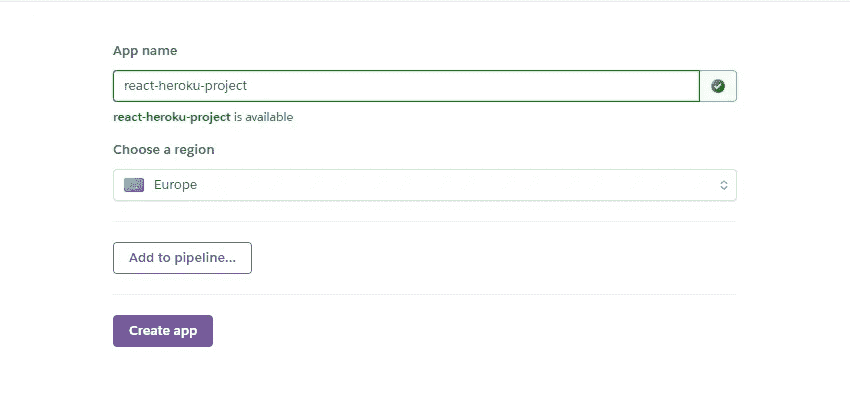 App name
react-heroku-project
react-heroku-project is available
Choose a region
Europe
Add to pipeline...
Create app